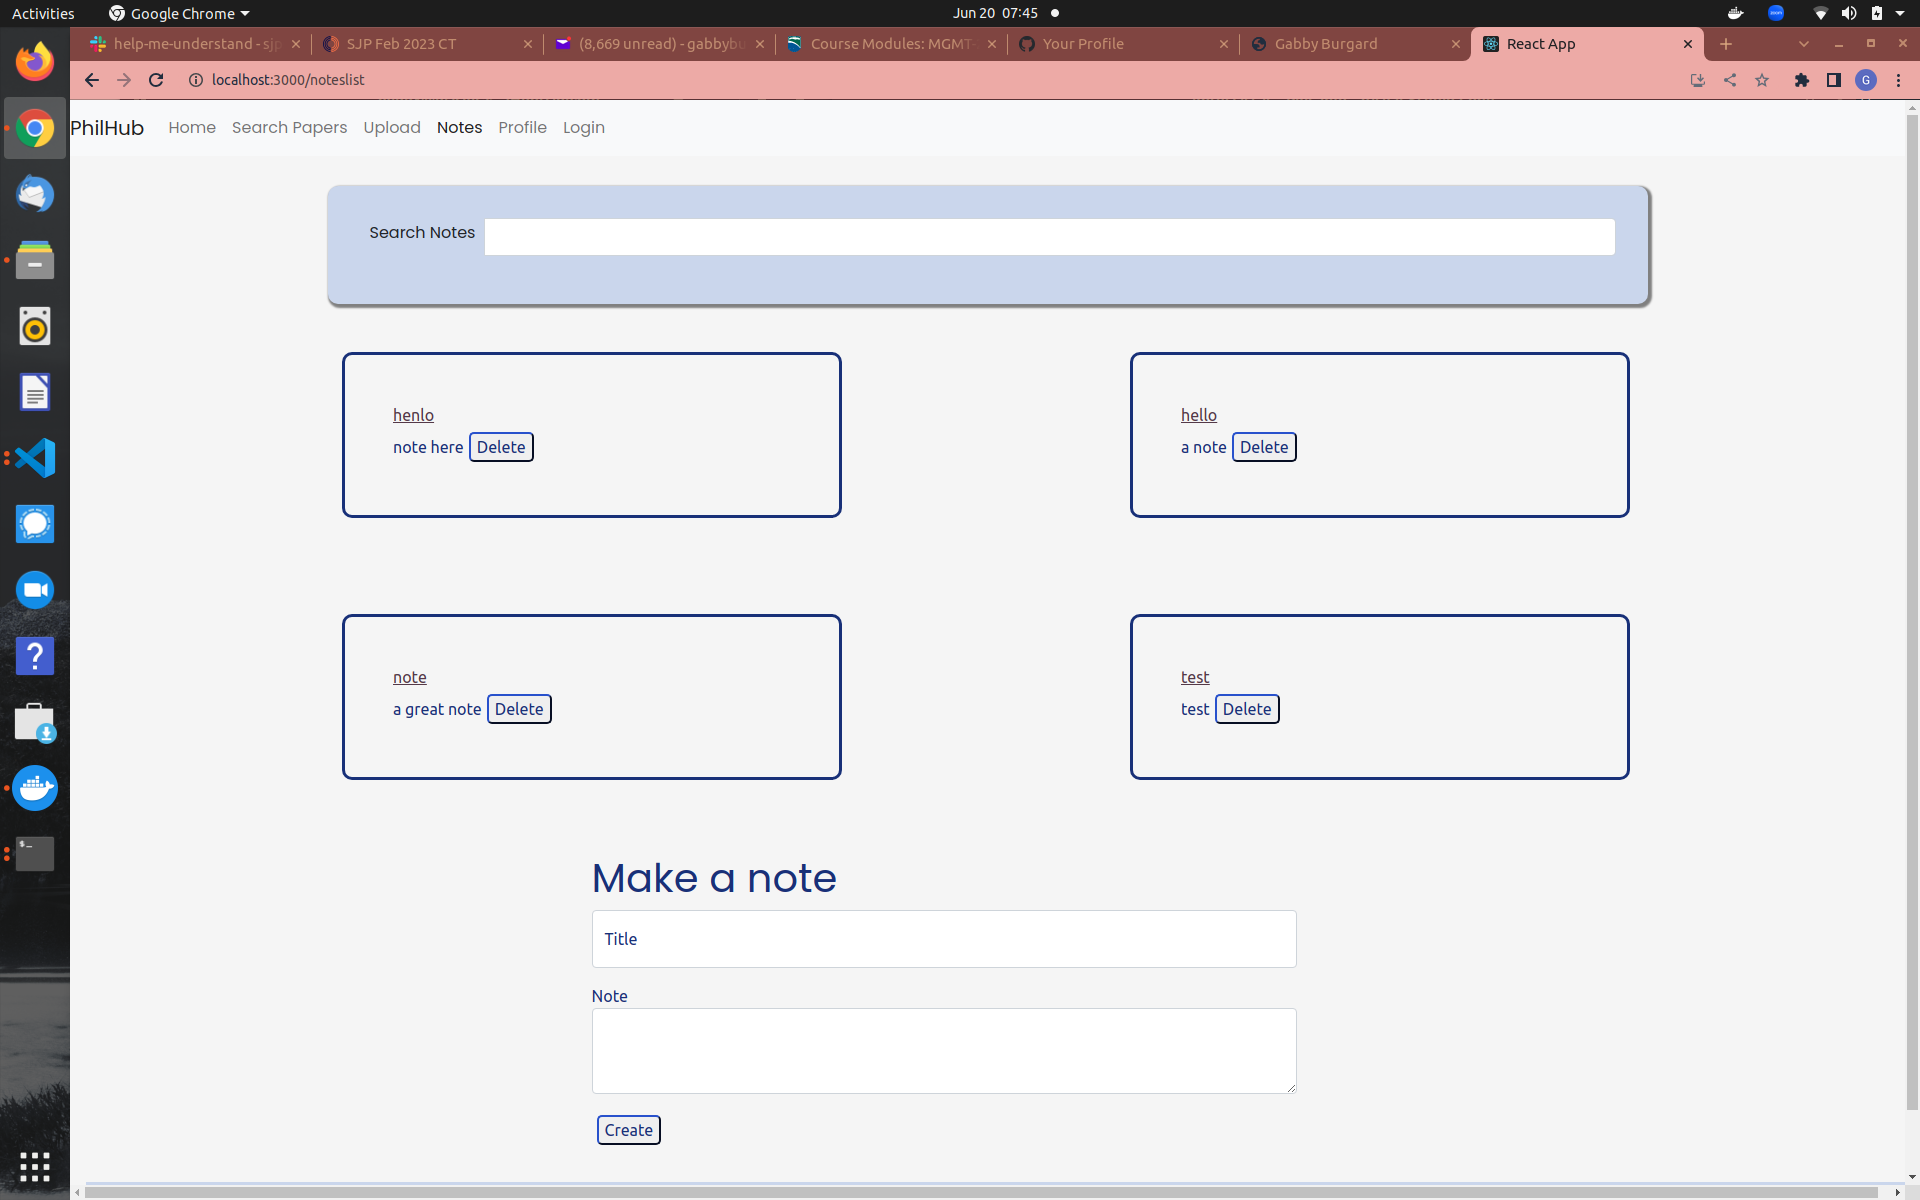 Activities Google Chrome Jun 20 07:45 zoom
help-me-understand - sjp SJP Feb 2023 CT (8,669 unread) - gabbybu Course Modules: MGMT- Your Profile Gabby Burgard React App
localhost:3000/noteslist G
PhilHub Home Search Papers Upload Notes Profile Login
Search Notes
henlo
note here Delete
hello
a note Delete
note
a great note Delete
test
test Delete
Make a note
Title
Note
Create